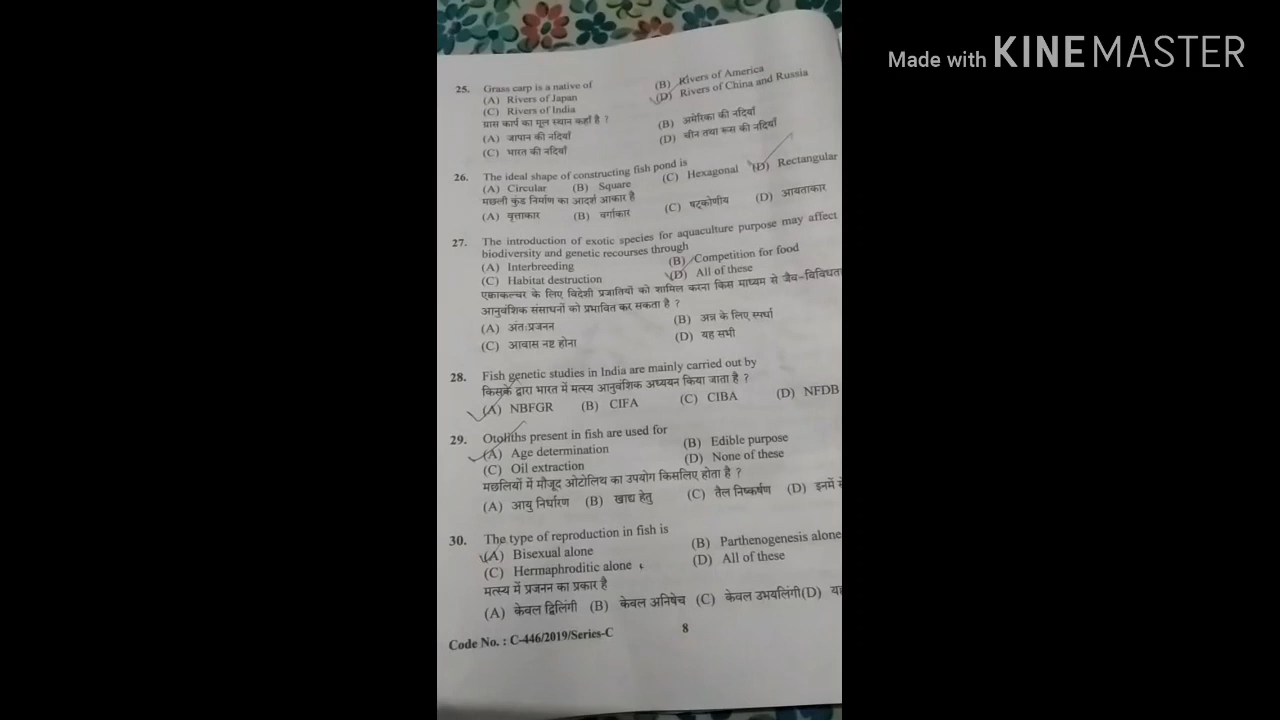 Made with KINEMASTER
25. Grass carp is a native of
(A) Rivers of Japan (B) Rivers of America
(C) Rivers of India (D) Rivers of China and Russia
ग्रास कार्प का मूल स्थान कहाँ है ?
(A) जापान की नदियाँ (B) अमेरिका की नदियाँ
(C) भारत की नदियाँ (D) चीन तथा रूस की नदियाँ
26. The ideal shape of constructing fish pond is
(A) Circular (B) Square (C) Hexagonal (D) Rectangular
मछली कुंड निर्माण का आदर्श आकार है
(A) वृत्ताकार (B) वर्गाकार (C) षट्कोणीय (D) आयताकार
27. The introduction of exotic species for aquaculture purpose may affect
biodiversity and genetic recourses through
(A) Interbreeding (B) Competition for food
(C) Habitat destruction (D) All of these
एक्वाकल्चर के लिए विदेशी प्रजातियों को शामिल करना किस माध्यम से जैव-विविधता
आनुवंशिक संसाधनों को प्रभावित कर सकता है ?
(A) अंतःप्रजनन (B) अन्न के लिए स्पर्धा
(C) आवास नष्ट होना (D) यह सभी
28. Fish genetic studies in India are mainly carried out by
किसके द्वारा भारत में मत्स्य आनुवंशिक अध्ययन किया जाता है ?
(A) NBFGR (B) CIFA (C) CIBA (D) NFDB
29. Otoliths present in fish are used for
(A) Age determination (B) Edible purpose
(C) Oil extraction (D) None of these
मछलियों में मौजूद ओटोलिथ का उपयोग किसलिए होता है ?
(A) आयु निर्धारण (B) खाद्य हेतु (C) तैल निष्कर्षण (D) इनमें
30. The type of reproduction in fish is
(A) Bisexual alone (B) Parthenogenesis alone
(C) Hermaphroditic alone (D) All of these
मत्स्य में प्रजनन का प्रकार है
(A) केवल द्विलिंगी (B) केवल अनिषेच (C) केवल उभयलिंगी (D)
Code No. : C-446/2019/Series-C 8